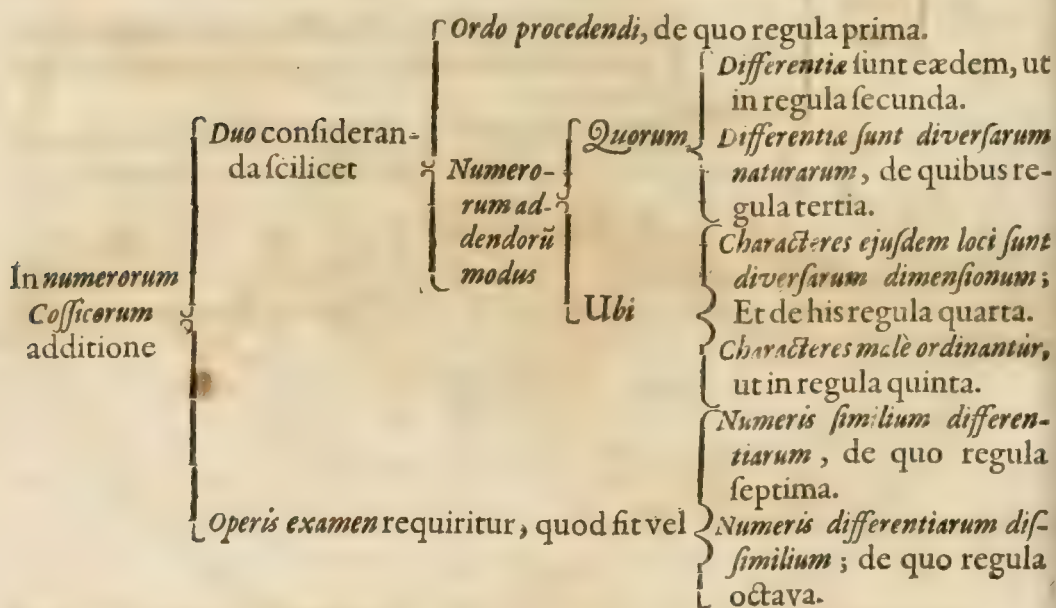 In numerorum
Cossicorum
additione
Duo consideran-
da scilicet
Ordo procedendi, de quo regula prima.
Numero-
rum ad-
dendorũ
modus
Quorum
Differentiæ sunt eædem, ut
in regula secunda.
Differentiæ sunt diversarum
naturarum, de quibus re-
gula tertia.
Ubi
Characteres ejusdem loci sunt
diversarum dimensionum;
Et de his regula quarta.
Characteres malè ordinantur,
ut in regula quinta.
Operis examen requiritur, quod fit vel
Numeris similium differen-
tiarum, de quo regula
septima.
Numeris differentiarum dis-
similium; de quo regula
octava.